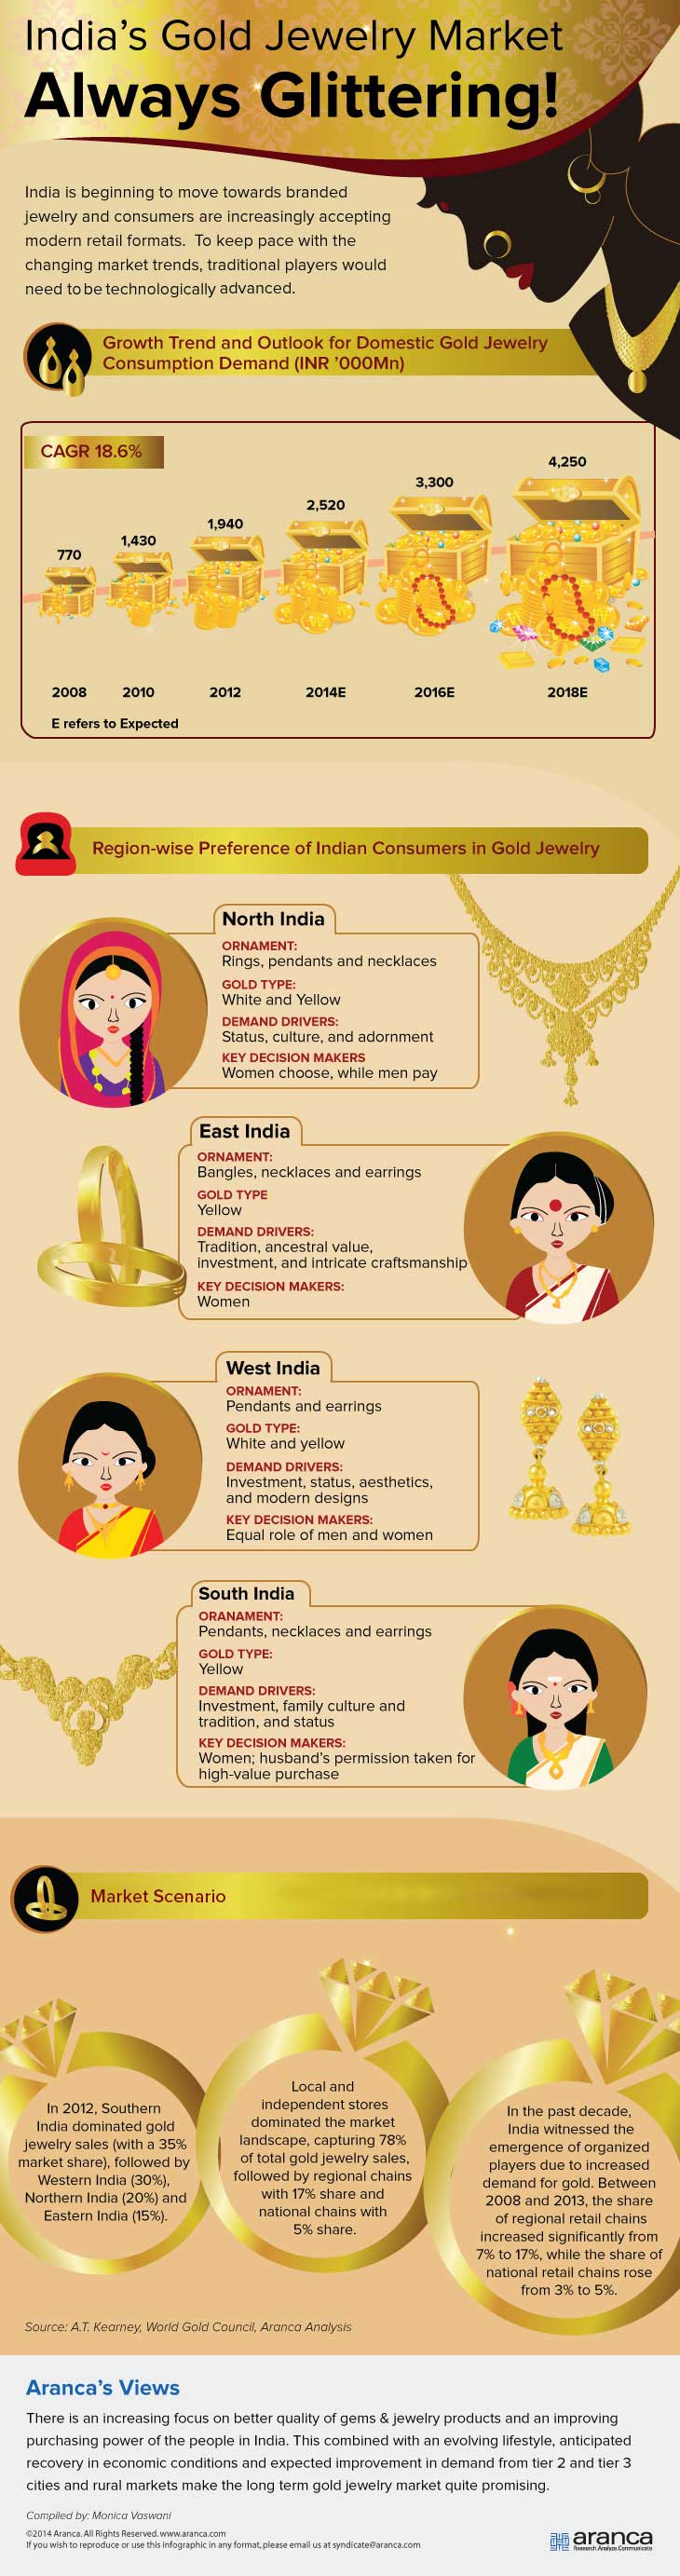 India's Gold Jewelry Market
Always Glittering!
India is beginning to move towards branded
jewelry and consumers are increasingly accepting
modern retail formats. To keep pace with the
changing market trends, traditional players would
need to be technologically advanced.
Growth Trend and Outlook for Domestic Gold Jewelry
Consumption Demand (INR '000Mn)
CAGR 18.6%
770
1,430
1,940
2,520
3,300
4,250
2008
2010
2012
2014E
2016E
2018E
E refers to Expected
Region-wise Preference of Indian Consumers in Gold Jewelry
North India
ORNAMENT:
Rings, pendants and necklaces
GOLD TYPE:
White and Yellow
DEMAND DRIVERS:
Status, culture, and adornment
KEY DECISION MAKERS
Women choose, while men pay
East India
ORNAMENT:
Bangles, necklaces and earrings
GOLD TYPE
Yellow
DEMAND DRIVERS:
Tradition, ancestral value,
investment, and intricate craftsmanship
KEY DECISION MAKERS:
Women
West India
ORNAMENT:
Pendants and earrings
GOLD TYPE:
White and yellow
DEMAND DRIVERS:
Investment, status, aesthetics,
and modern designs
KEY DECISION MAKERS:
Equal role of men and women
South India
ORANAMENT:
Pendants, necklaces and earrings
GOLD TYPE:
Yellow
DEMAND DRIVERS:
Investment, family culture and
tradition, and status
KEY DECISION MAKERS:
Women; husband's permission taken for
high-value purchase
Market Scenario
In 2012, Southern
India dominated gold
jewelry sales (with a 35%
market share), followed by
Western India (30%),
Northern India (20%) and
Eastern India (15%).
Local and
independent stores
dominated the market
landscape, capturing 78%
of total gold jewelry sales,
followed by regional chains
with 17% share and
national chains with
5% share.
In the past decade,
India witnessed the
emergence of organized
players due to increased
demand for gold. Between
2008 and 2013, the share
of regional retail chains
increased significantly from
7% to 17%, while the share of
national retail chains rose
from 3% to 5%.
Source: A.T. Kearney, World Gold Council, Aranca Analysis
Aranca's Views
There is an increasing focus on better quality of gems & jewelry products and an improving
purchasing power of the people in India. This combined with an evolving lifestyle, anticipated
recovery in economic conditions and expected improvement in demand from tier 2 and tier 3
cities and rural markets make the long term gold jewelry market quite promising.
Compiled by: Monica Vaswani
©2014 Aranca. All Rights Reserved. www.aranca.com
If you wish to reproduce or use this infographic in any format, please email us at syndicate@aranca.com
aranca
Research. Analyze. Communicate